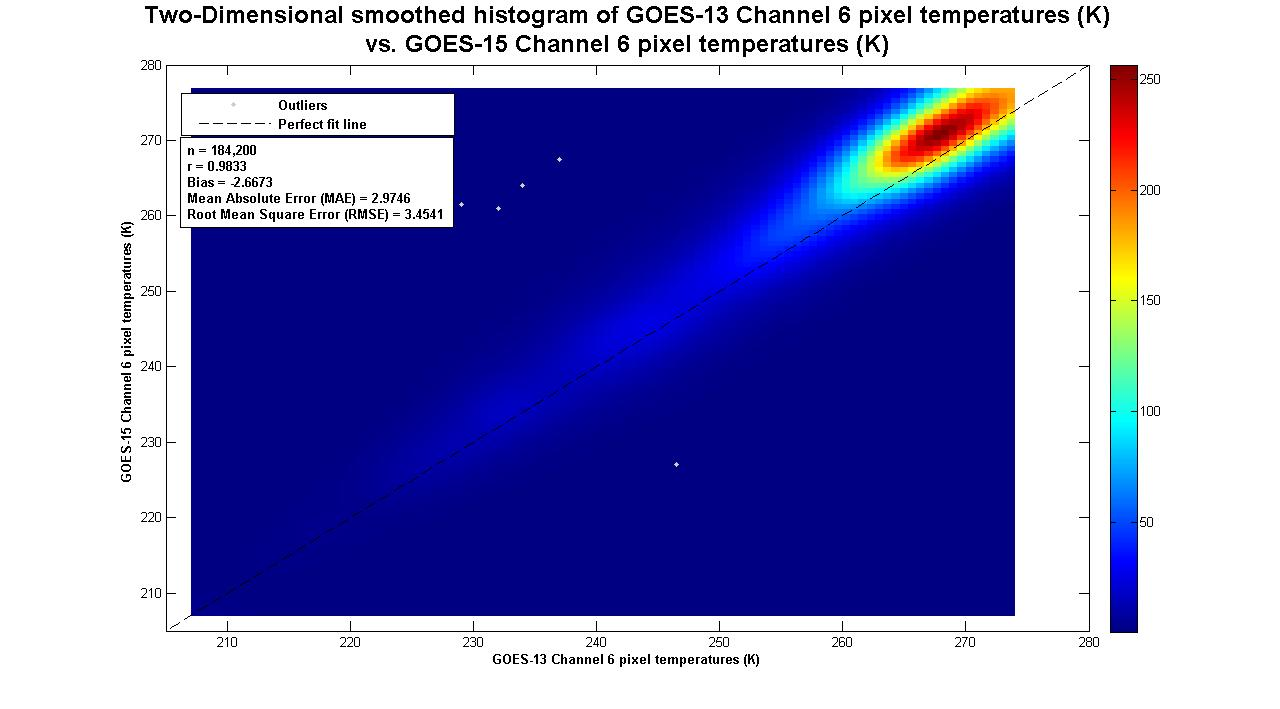 Two-Dimensional smoothed histogram of GOES-13 Channel 6 pixel temperatures (K)
vs. GOES-15 Channel 6 pixel temperatures (K)
Outliers
Perfect fit line
n = 184,200
r = 0.9833
Bias = -2.6673
Mean Absolute Error (MAE) = 2.9746
Root Mean Square Error (RMSE) = 3.4541
GOES-15 Channel 6 pixel temperatures (K)
280
270
260
250
240
230
220
210
210 220 230 240 250 260 270 280
GOES-13 Channel 6 pixel temperatures (K)
250
200
150
100
50